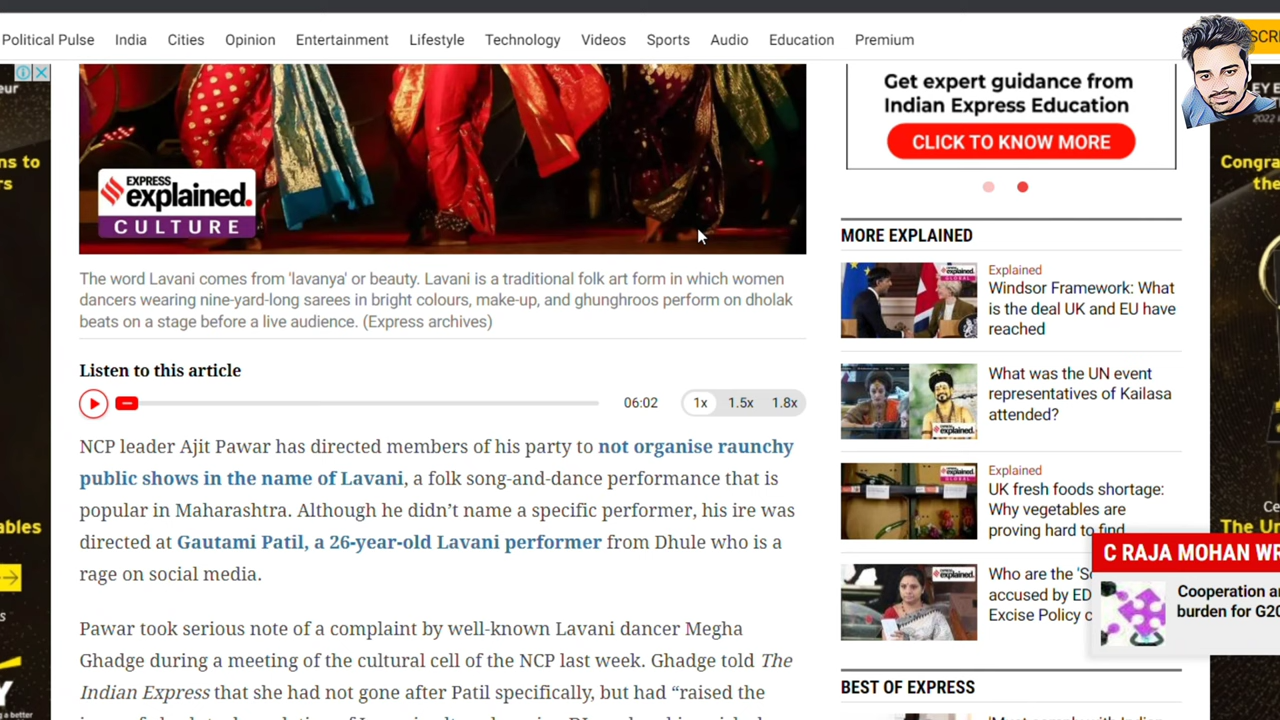 Political Pulse India Cities Opinion Entertainment Lifestyle Technology Videos Sports Audio Education Premium
EXPRESS
explained.
CULTURE
The word Lavani comes from 'lavanya' or beauty. Lavani is a traditional folk art form in which women
dancers wearing nine-yard-long sarees in bright colours, make-up, and ghunghroos perform on dholak
beats on a stage before a live audience. (Express archives)
Listen to this article
06:02 1x 1.5x 1.8x
NCP leader Ajit Pawar has directed members of his party to not organise raunchy
public shows in the name of Lavani, a folk song-and-dance performance that is
popular in Maharashtra. Although he didn't name a specific performer, his ire was
directed at Gautami Patil, a 26-year-old Lavani performer from Dhule who is a
rage on social media.
Pawar took serious note of a complaint by well-known Lavani dancer Megha
Ghadge during a meeting of the cultural cell of the NCP last week. Ghadge told The
Indian Express that she had not gone after Patil specifically, but had “raised the
Get expert guidance from
Indian Express Education
CLICK TO KNOW MORE
MORE EXPLAINED
Explained
Windsor Framework: What
is the deal UK and EU have
reached
What was the UN event
representatives of Kailasa
attended?
Explained
UK fresh foods shortage:
Why vegetables are
proving hard to find
Who are the
accused by ED
Excise Policy
C RAJA MOHAN
Cooperation
burden for
BEST OF EXPRESS
ns to
ables
2022
The